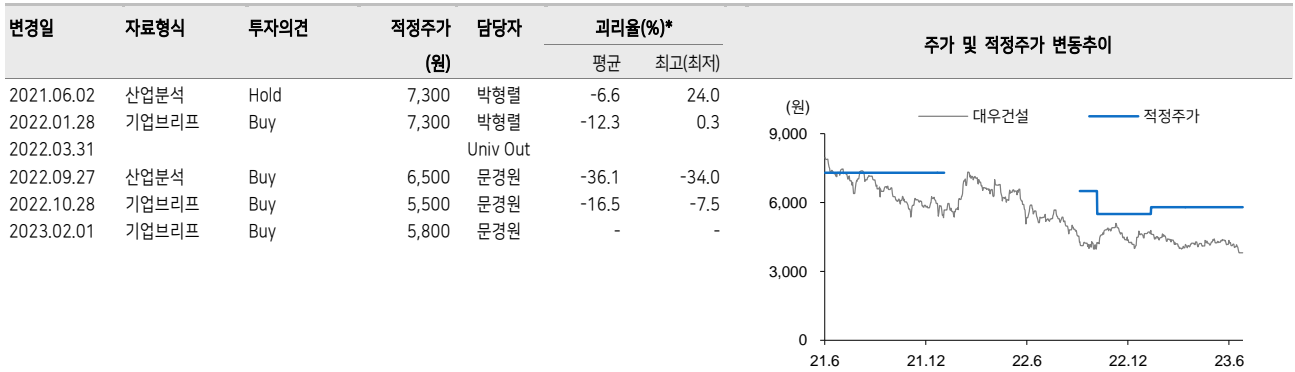 변경일 자료형식 투자의견 적정주가 담당자 괴리율(%)* 주가 및 적정주가 변동추이
(원) 평균 최고(최저)
2021.06.02 산업분석 Hold 7,300 박형렬 -6.6 24.0
2022.01.28 기업브리프 Buy 7,300 박형렬 -12.3 0.3
2022.03.31 Univ Out
2022.09.27 산업분석 Buy 6,500 문경원 -36.1 -34.0
2022.10.28 기업브리프 Buy 5,500 문경원 -16.5 -7.5
2023.02.01 기업브리프 Buy 5,800 문경원 - -
(원) 대우건설 적정주가
9,000
6,000
3,000
0
21.6 21.12 22.6 22.12 23.6